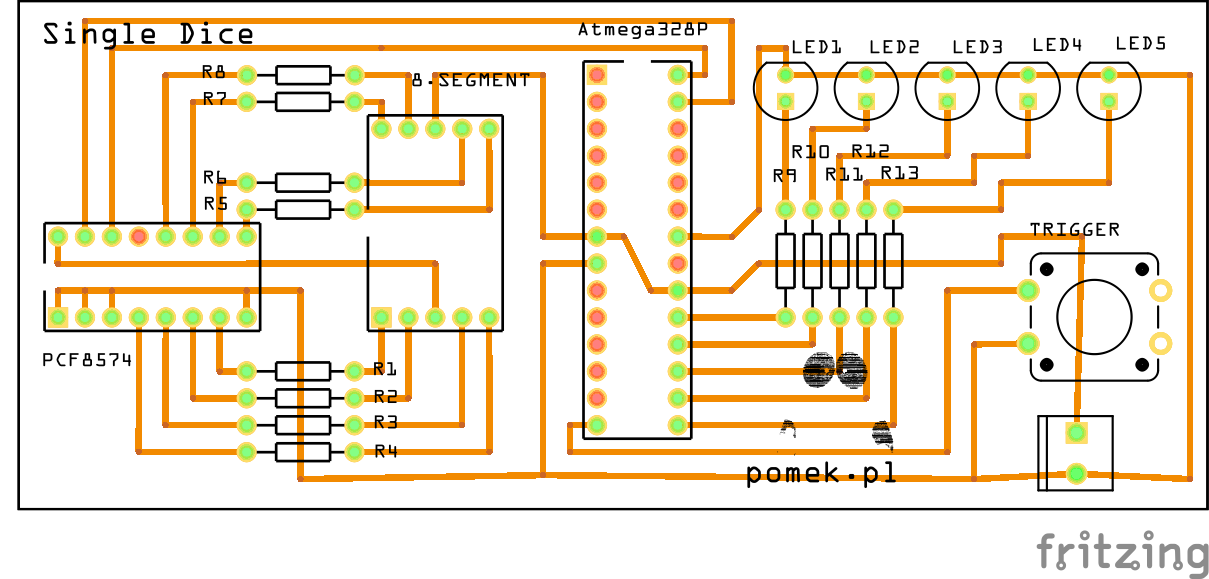 Single Dice
Atmega328P
LED1
LED2
LED3
LED4
LED5
R8
8.SEGMENT
R7
R10
R12
R6
R9
R11
R13
R5
TRIGGER
PCF8574
R1
R2
R3
R4
pomek.pl
fritzing